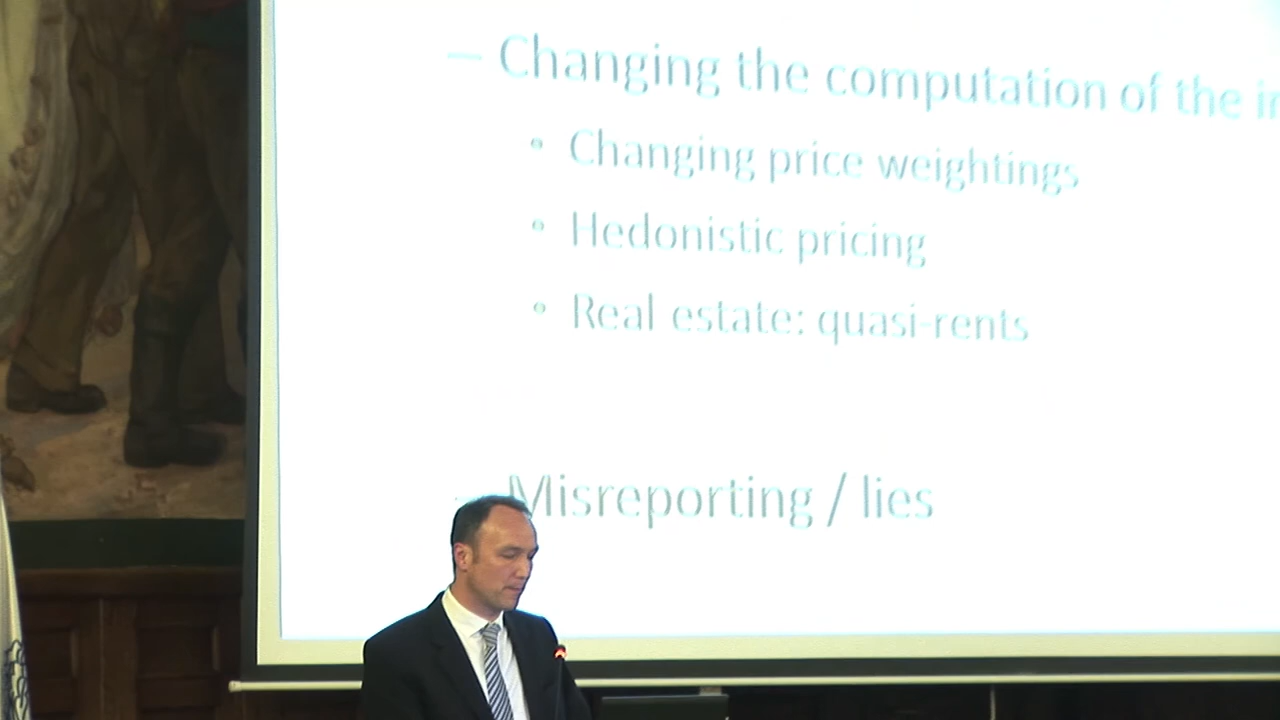 – Changing the computation of the
• Changing price weightings
• Hedonistic pricing
• Real estate: quasi-rents
– Misreporting / lies